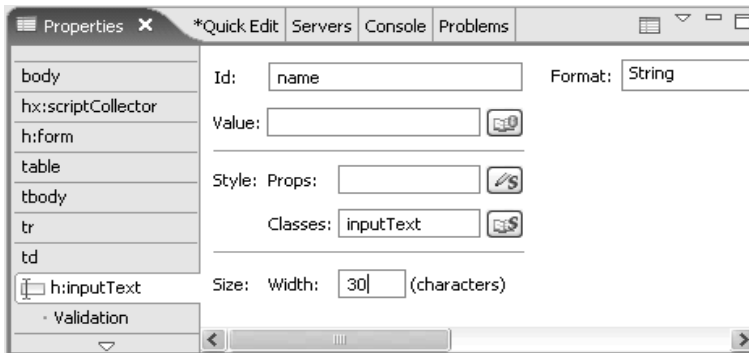 Properties *Quick Edit Servers Console Problems
body
hx:scriptCollector
h:form
table
tbody
tr
td
h:inputText
· Validation
Id: name Format: String
Value:
Style: Props:
Classes: inputText
Size: Width: 30 (characters)